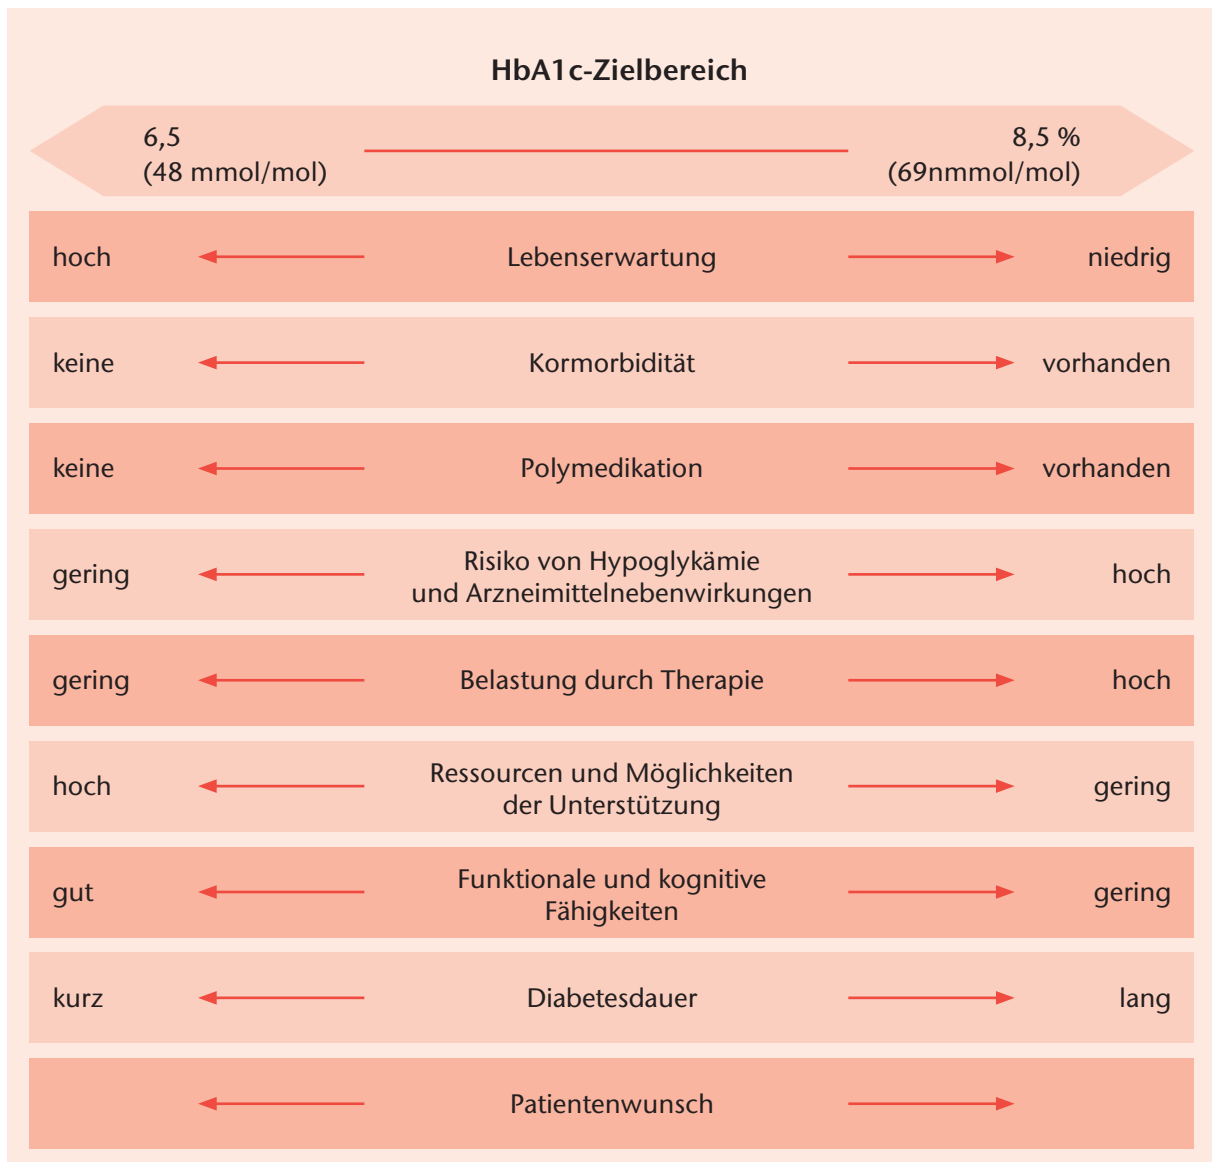 HbA1c-Zielbereich
6,5
(48 mmol/mol)
8,5 %
(69nmmol/mol)
hoch Lebenserwartung niedrig
keine Kormorbidität vorhanden
keine Polymedikation vorhanden
gering Risiko von Hypoglykämie
und Arzneimittelnebenwirkungen hoch
gering Belastung durch Therapie hoch
hoch Ressourcen und Möglichkeiten
der Unterstützung gering
gut Funktionale und kognitive
Fähigkeiten gering
kurz Diabetesdauer lang
Patientenwunsch